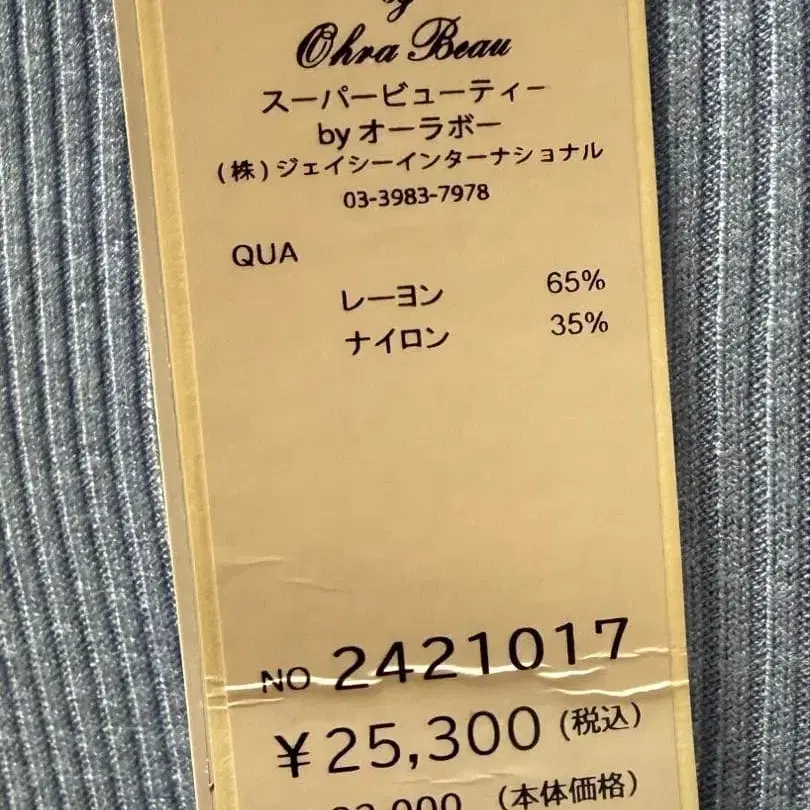 by
Ohra Beau
スーパービューティー
by オーラボー
(株)ジェイシーインターナショナル
03-3983-7978
QUA
レーヨン 65%
ナイロン 35%
NO 2421017
¥25,300 (税込)
(本体価格)